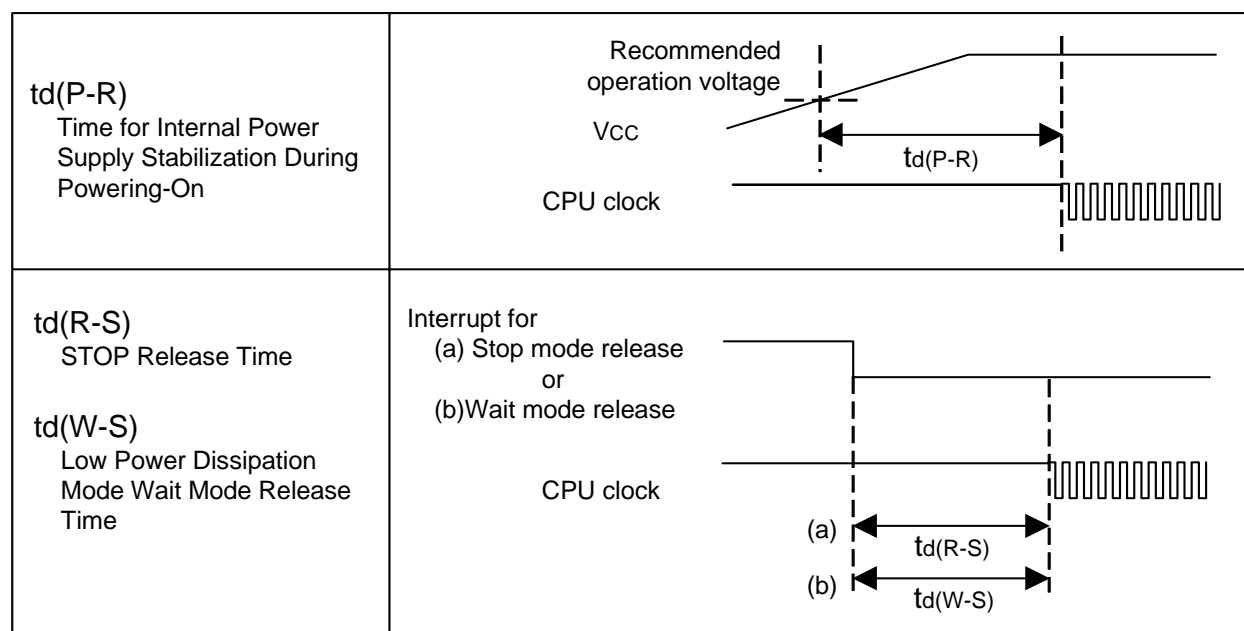 td(P-R)
Time for Internal Power
Supply Stabilization During
Powering-On
Recommended
operation voltage
VCC
td(P-R)
CPU clock
td(R-S)
STOP Release Time
td(W-S)
Low Power Dissipation
Mode Wait Mode Release
Time
Interrupt for
(a) Stop mode release
or
(b)Wait mode release
CPU clock
(a)
td(R-S)
(b)
td(W-S)